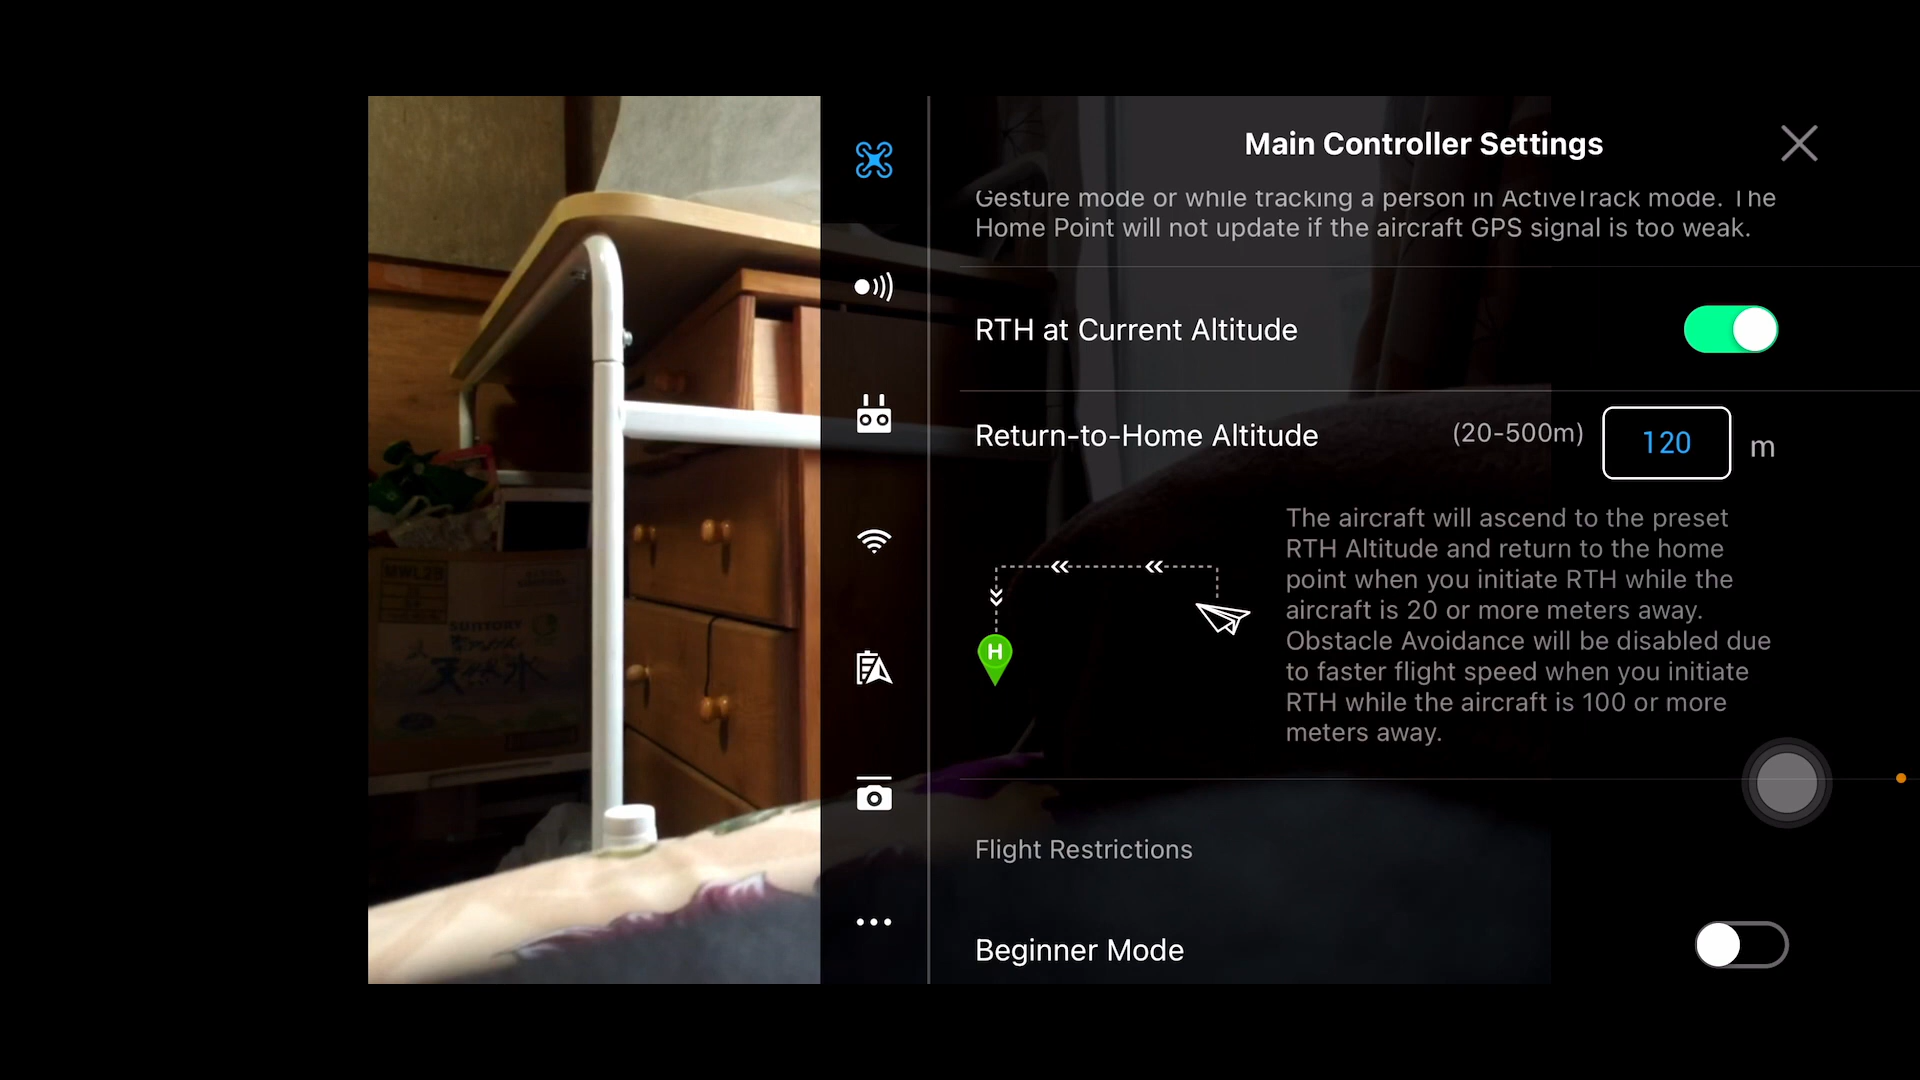 Main Controller Settings
Gesture mode or while tracking a person in ActiveTrack mode. The
Home Point will not update if the aircraft GPS signal is too weak.
RTH at Current Altitude
Return-to-Home Altitude (20-500m) 120 m
The aircraft will ascend to the preset
RTH Altitude and return to the home
point when you initiate RTH while the
aircraft is 20 or more meters away.
Obstacle Avoidance will be disabled due
to faster flight speed when you initiate
RTH while the aircraft is 100 or more
meters away.
H
Flight Restrictions
Beginner Mode
SUNTORY
天然水